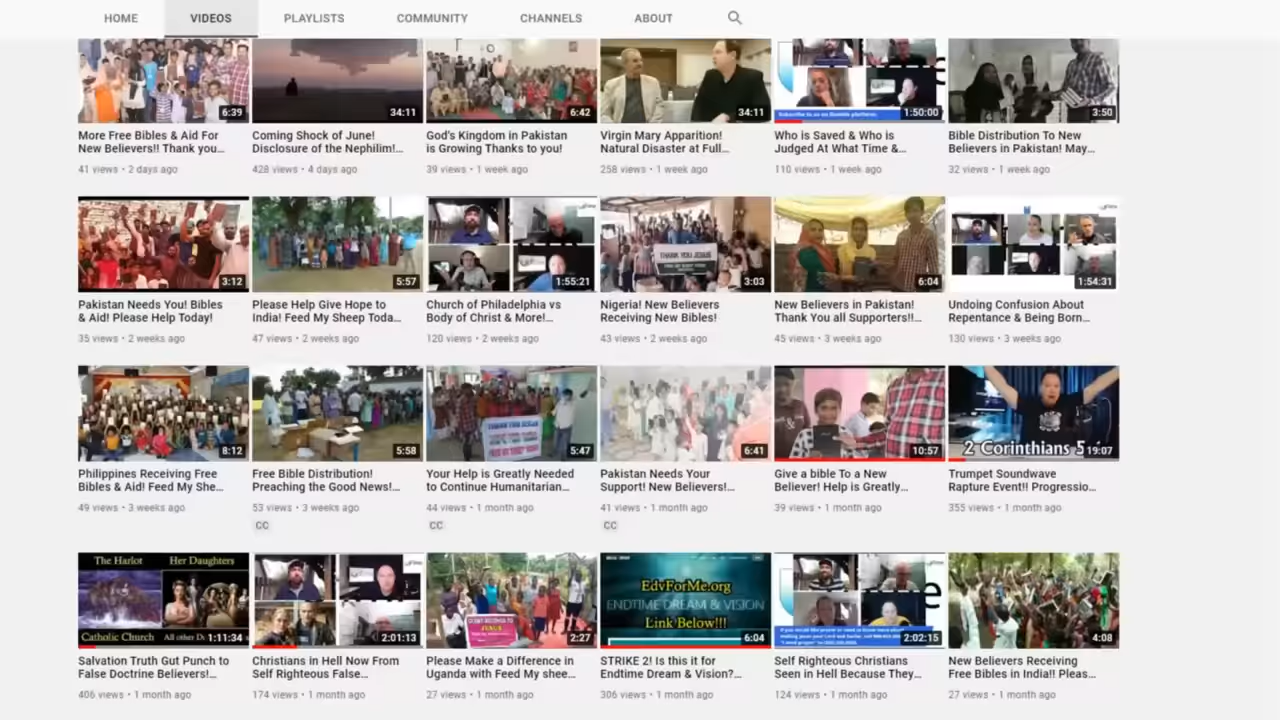 HOME VIDEOS PLAYLISTS COMMUNITY CHANNELS ABOUT
6:39 34:11 6:42 34:11 Subscribe to us on Rumble platform. 1:50:00 3:50
More Free Bibles & Aid For
New Believers!! Thank you…
41 views • 2 days ago
Coming Shock of June!
Disclosure of the Nephilim!…
428 views • 4 days ago
God's Kingdom in Pakistan
is Growing Thanks to you!
39 views • 1 week ago
Virgin Mary Apparition!
Natural Disaster at Full…
258 views • 1 week ago
Who is Saved & Who is
Judged At What Time &…
110 views • 1 week ago
Bible Distribution To New
Believers in Pakistan! May…
32 views • 1 week ago
3:12 5:57 1:55:21 THANK YOU JESUS 3:03 6:04 1:54:31
Pakistan Needs You! Bibles
& Aid! Please Help Today!
35 views • 2 weeks ago
Please Help Give Hope to
India! Feed My Sheep Toda…
47 views • 2 weeks ago
Church of Philadelphia vs
Body of Christ & More!…
120 views • 2 weeks ago
Nigeria! New Believers
Receiving New Bibles!
43 views • 2 weeks ago
New Believers in Pakistan!
Thank You all Supporters!!…
45 views • 3 weeks ago
Undoing Confusion About
Repentance & Being Born…
130 views • 3 weeks ago
8:12 5:58 THANK YOU JESUS 5:47 6:41 10:57 2 Corinthians 5 19:07
Philippines Receiving Free
Bibles & Aid! Feed My She…
49 views • 3 weeks ago
Free Bible Distribution!
Preaching the Good News!…
53 views • 3 weeks ago
CC
Your Help is Greatly Needed
to Continue Humanitarian…
44 views • 1 month ago
CC
Pakistan Needs Your
Support! New Believers!…
41 views • 1 month ago
CC
Give a bible To a New
Believer! Help is Greatly…
39 views • 1 month ago
Trumpet Soundwave
Rapture Event!! Progressio…
355 views • 1 month ago
The Harlot Her Daughters
Catholic Church All other D 1:11:34
2:01:13
JESUS
2:27
EdvForMe.org
ENDTIME DREAM & VISION
Link Below!!!
6:04
2:02:15
4:08
Salvation Truth Gut Punch to
False Doctrine Believers!…
406 views • 1 month ago
Christians in Hell Now From
Self Righteous False…
174 views • 1 month ago
Please Make a Difference in
Uganda with Feed My shee…
27 views • 1 month ago
STRIKE 2! Is this it for
Endtime Dream & Vision?…
306 views • 1 month ago
Self Righteous Christians
Seen in Hell Because They…
124 views • 1 month ago
New Believers Receiving
Free Bibles in India!! Pleas…
27 views • 1 month ago